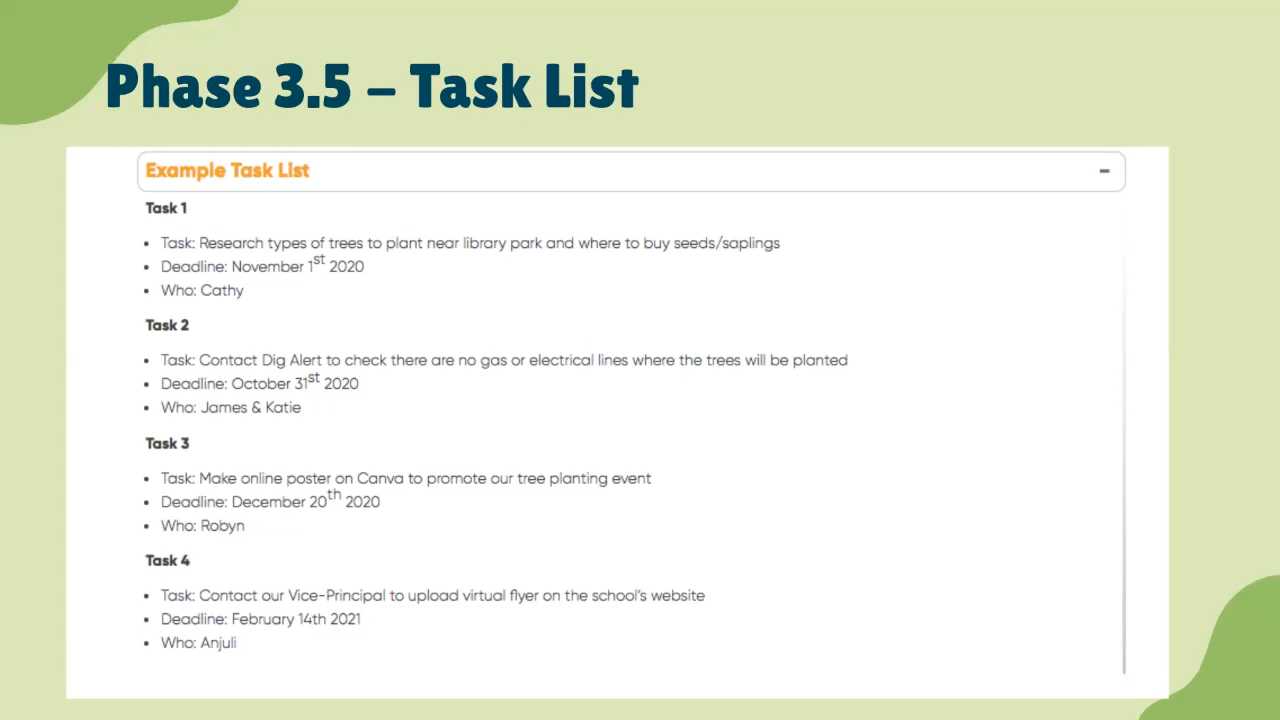 Phase 3.5 – Task List
Example Task List
Task 1
• Task: Research types of trees to plant near library park and where to buy seeds/saplings
• Deadline: November 1st 2020
• Who: Cathy
Task 2
• Task: Contact Dig Alert to check there are no gas or electrical lines where the trees will be planted
• Deadline: October 31st 2020
• Who: James & Katie
Task 3
• Task: Make online poster on Canva to promote our tree planting event
• Deadline: December 20th 2020
• Who: Robyn
Task 4
• Task: Contact our Vice-Principal to upload virtual flyer on the school's website
• Deadline: February 14th 2021
• Who: Anjuli